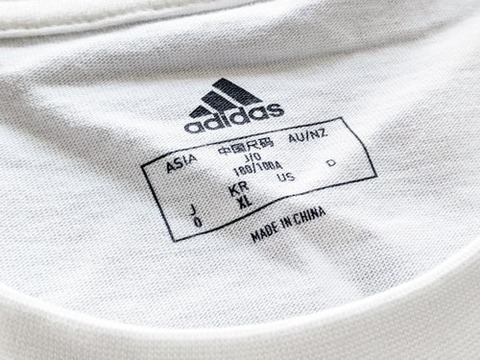 adidas
ASIA 中国尺码 AU/NZ
J/O
180/100A
J KR US D
O XL
MADE IN CHINA